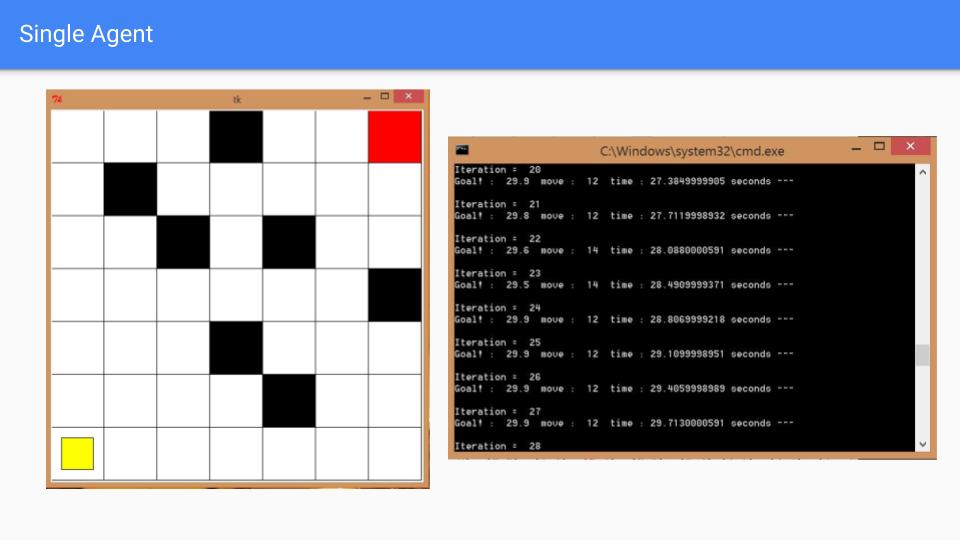 Single Agent
tk
C:\Windows\system32\cmd.exe
Iteration = 20
Goal! : 29.9 move : 12 time : 27.3849999905 seconds ---
Iteration = 21
Goal! : 29.8 move : 12 time : 27.7119998932 seconds ---
Iteration = 22
Goal! : 29.6 move : 14 time : 28.0880000591 seconds ---
Iteration = 23
Goal! : 29.5 move : 14 time : 28.4909999371 seconds ---
Iteration = 24
Goal! : 29.9 move : 12 time : 28.8069999218 seconds ---
Iteration = 25
Goal! : 29.9 move : 12 time : 29.1099998951 seconds ---
Iteration = 26
Goal! : 29.9 move : 12 time : 29.4059998989 seconds ---
Iteration = 27
Goal! : 29.9 move : 12 time : 29.7130000591 seconds ---
Iteration = 28